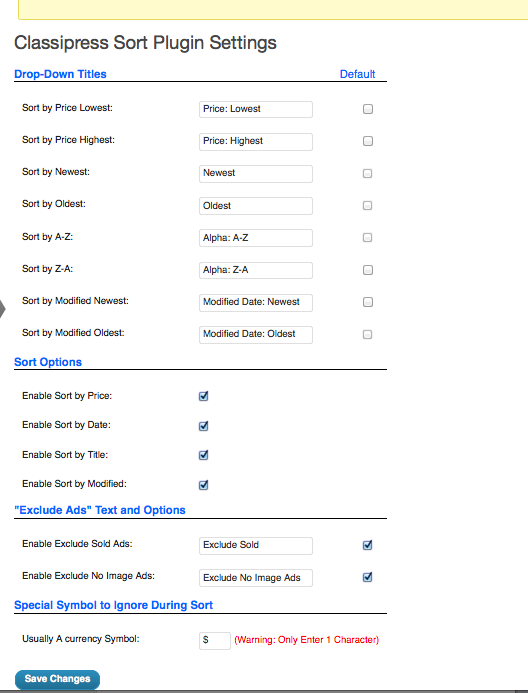 Classipress Sort Plugin Settings
Drop-Down Titles Default
Sort by Price Lowest: Price: Lowest
Sort by Price Highest: Price: Highest
Sort by Newest: Newest
Sort by Oldest: Oldest
Sort by A-Z: Alpha: A-Z
Sort by Z-A: Alpha: Z-A
Sort by Modified Newest: Modified Date: Newest
Sort by Modified Oldest: Modified Date: Oldest
Sort Options
Enable Sort by Price:
Enable Sort by Date:
Enable Sort by Title:
Enable Sort by Modified:
"Exclude Ads" Text and Options
Enable Exclude Sold Ads: Exclude Sold
Enable Exclude No Image Ads: Exclude No Image Ads
Special Symbol to Ignore During Sort
Usually A currency Symbol: $ (Warning: Only Enter 1 Character)
Save Changes